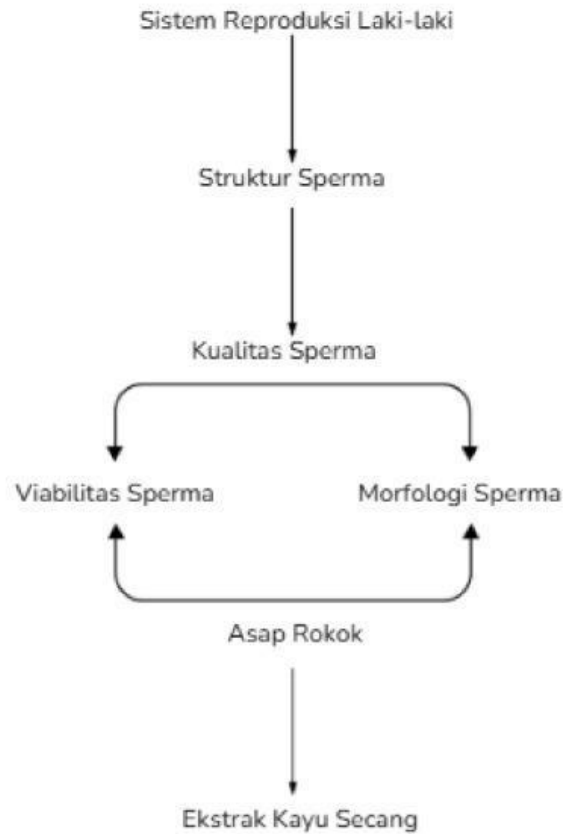 Sistem Reproduksi Laki-laki
Struktur Sperma
Kualitas Sperma
Viabilitas Sperma
Morfologi Sperma
Asap Rokok
Ekstrak Kayu Secang